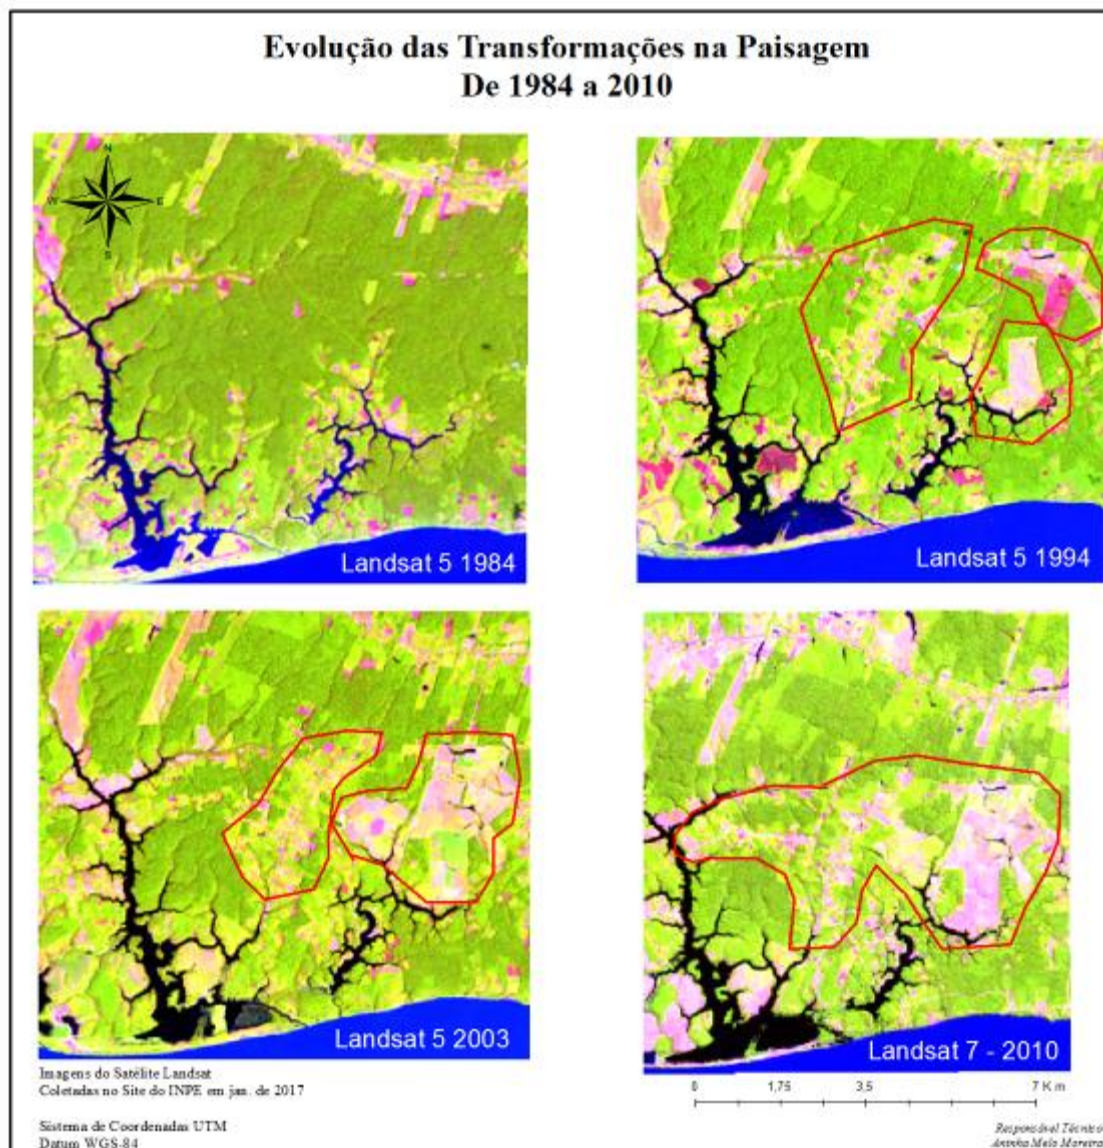 Evolução das Transformações na Paisagem
De 1984 a 2010
N
W
E
S
Landsat 5 1984
Landsat 5 1994
Landsat 5 2003
Landsat 7 - 2010
Imagens do Satélite Landsat
Coletadas no Site do INPE em jan. de 2017
Sistema de Coordenadas UTM
Datum WGS-84
0 1,75 3,5 7 Km
Responsável Técnico
Melo Moreira